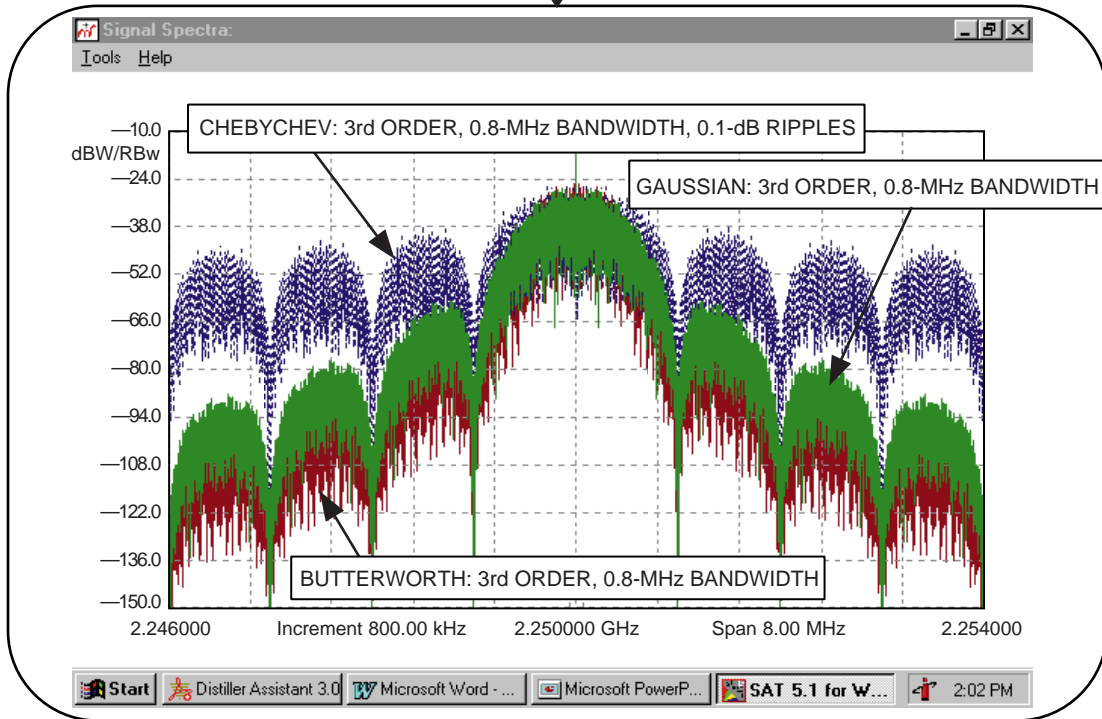 Signal Spectra:
Tools Help
CHEBYCHEV: 3rd ORDER, 0.8-MHz BANDWIDTH, 0.1-dB RIPPLES
GAUSSIAN: 3rd ORDER, 0.8-MHz BANDWIDTH
—10.0
dBW/RBw
—24.0
—38.0
—52.0
—66.0
—80.0
—94.0
—108.0
—122.0
—136.0
—150.0
BUTTERWORTH: 3rd ORDER, 0.8-MHz BANDWIDTH
2.246000 Increment 800.00 kHz 2.250000 GHz Span 8.00 MHz 2.254000
Start Distiller Assistant 3.0 Microsoft Word - ... Microsoft PowerP... SAT 5.1 for W... 2:02 PM